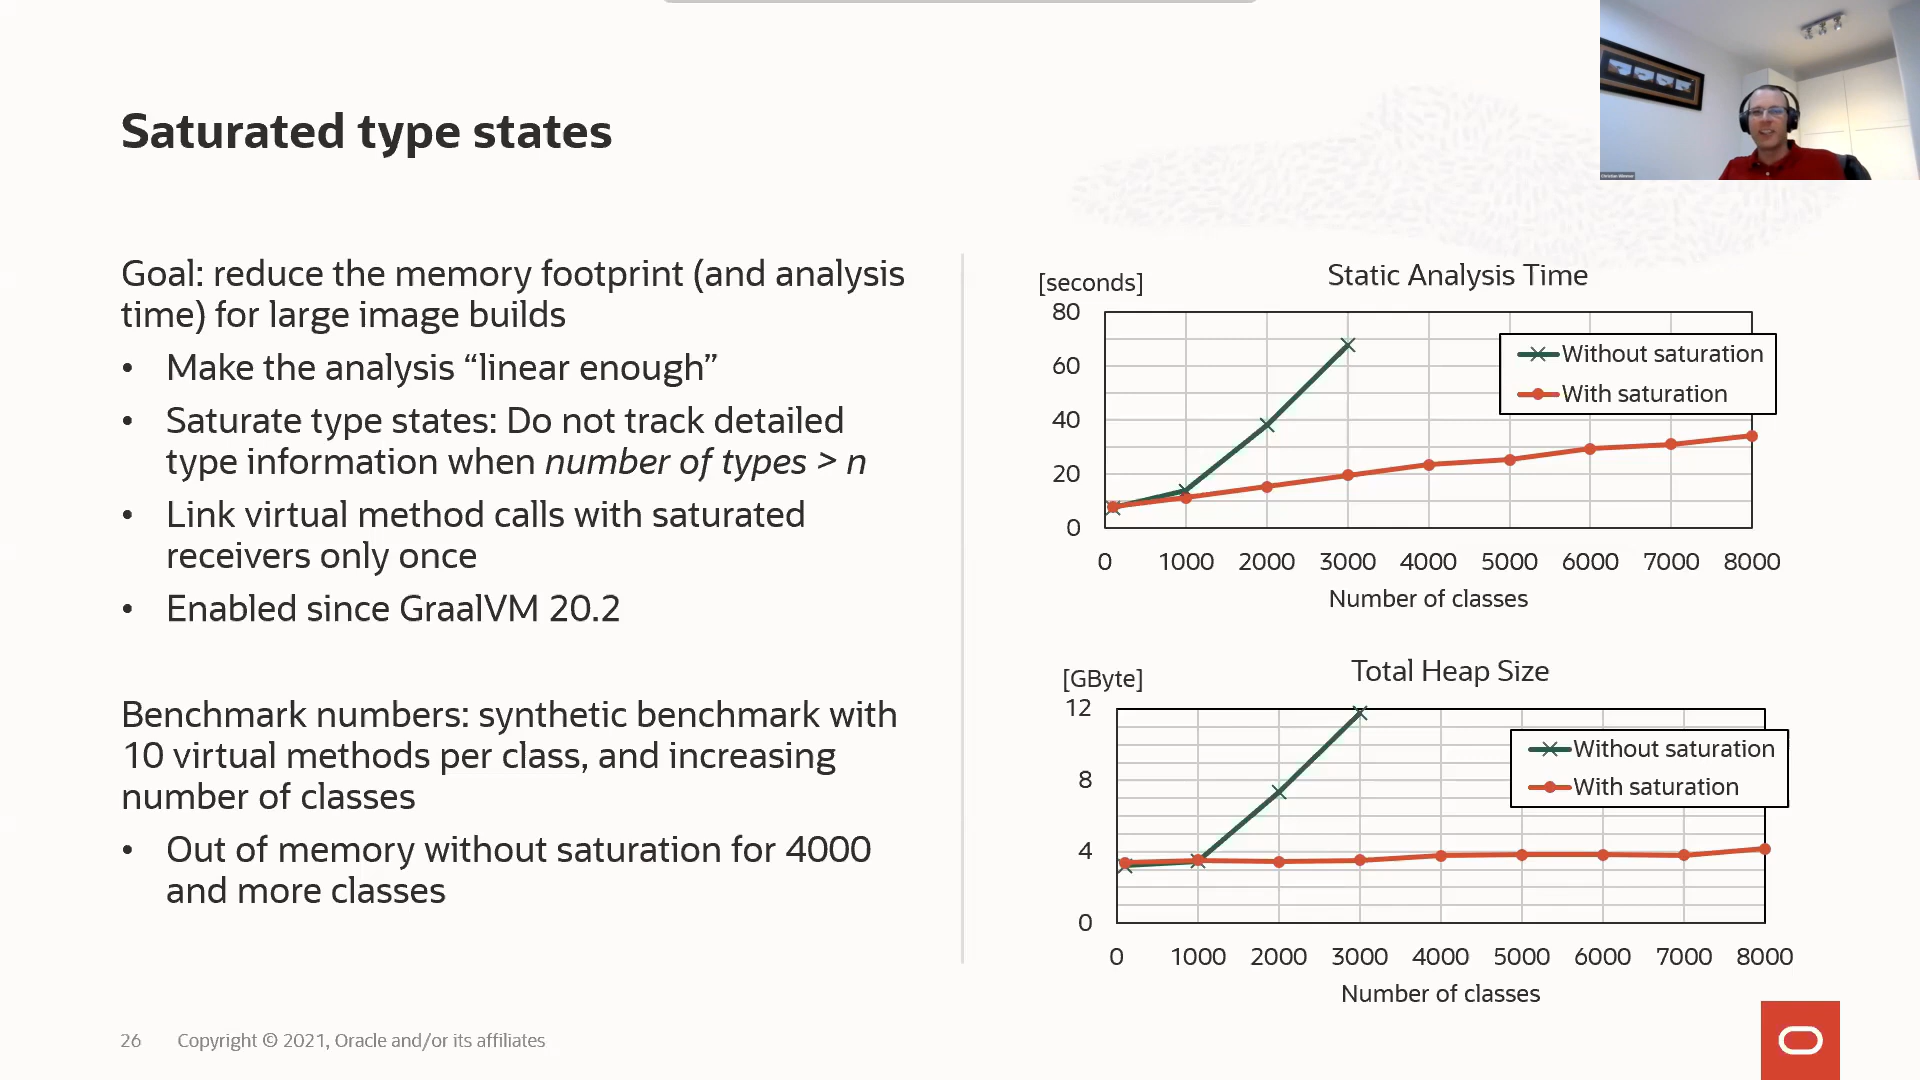 Saturated type states
Goal: reduce the memory footprint (and analysis
time) for large image builds
• Make the analysis “linear enough”
• Saturate type states: Do not track detailed
type information when number of types > n
• Link virtual method calls with saturated
receivers only once
• Enabled since GraalVM 20.2
Benchmark numbers: synthetic benchmark with
10 virtual methods per class, and increasing
number of classes
• Out of memory without saturation for 4000
and more classes
26 Copyright © 2021, Oracle and/or its affiliates
[seconds] Static Analysis Time
80
60
40
20
0
Without saturation
With saturation
0 1000 2000 3000 4000 5000 6000 7000 8000
Number of classes
[GByte] Total Heap Size
12
8
4
0
Without saturation
With saturation
0 1000 2000 3000 4000 5000 6000 7000 8000
Number of classes
Christian Wimmer